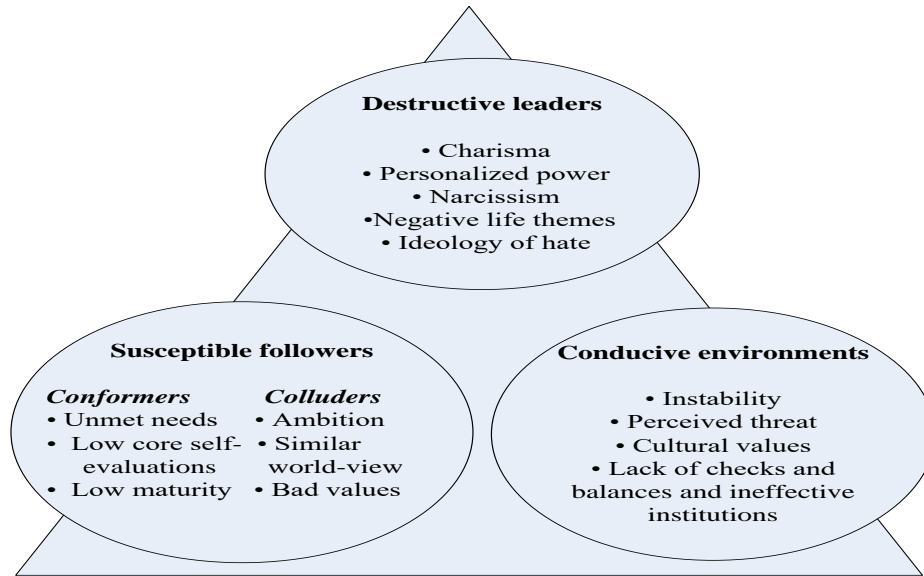 Destructive leaders
• Charisma
• Personalized power
• Narcissism
•Negative life themes
• Ideology of hate
Susceptible followers
Conformers
• Unmet needs
• Low core self-
evaluations
• Low maturity
Colluders
• Ambition
• Similar
world-view
• Bad values
Conducive environments
• Instability
• Perceived threat
• Cultural values
• Lack of checks and
balances and ineffective
institutions